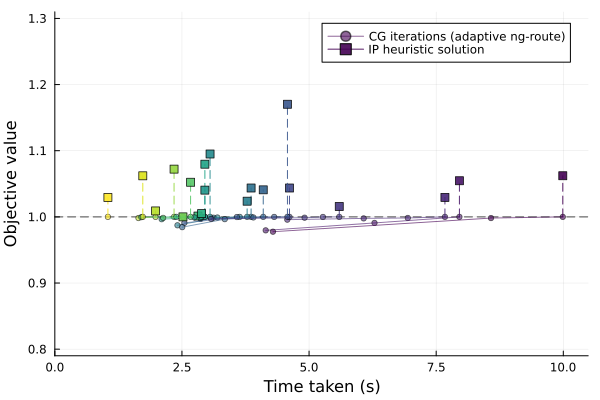 1.3
CG iterations (adaptive ng-route)
IP heuristic solution
1.2
1.1
1.0
0.9
0.8
Objective value
0.0 2.5 5.0 7.5 10.0
Time taken (s)